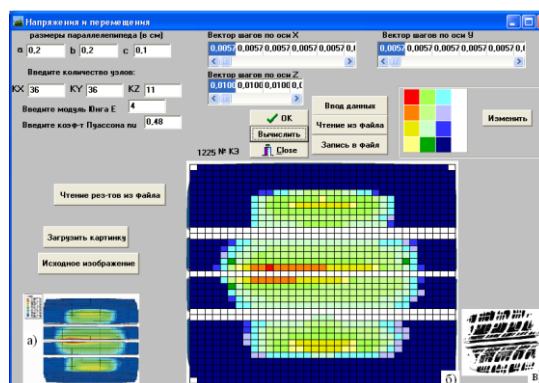 Напряжения и перемещения
размеры параллелепипеда [в см]
a 0,2 b 0,2 c 0,1
Введите количество узлов:
KX 36 KY 36 KZ 11
Введите модуль Юнга E 4
Введите коэф-т Пуассона nu 0,48
Вектор шагов по оси X
0,0057 0,0057 0,0057 0,0057 0,0057 0,0
Вектор шагов по оси Y
0,0057 0,0057 0,0057 0,0057 0,0057 0,0
Вектор шагов по оси Z
0,0100 0,0100 0,0100 0,0
OK
Вычислить
Close
Ввод данных
Чтение из файла
Запись в файл
Изменить
1225 № КЭ
Чтение рез-тов из файла
Загрузить картинку
Исходное изображение
а)
б)
в